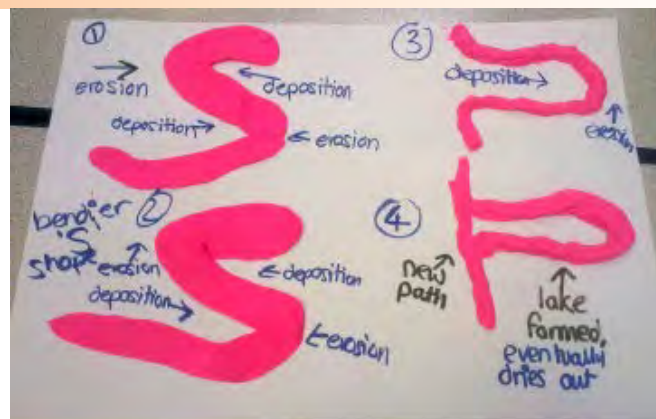 ①
erosion
deposition
deposition
erosion
②
bendier
'S'
shape
erosion
deposition
deposition
erosion
③
deposition
erosion
④
new
path
lake
formed,
eventually
dries out